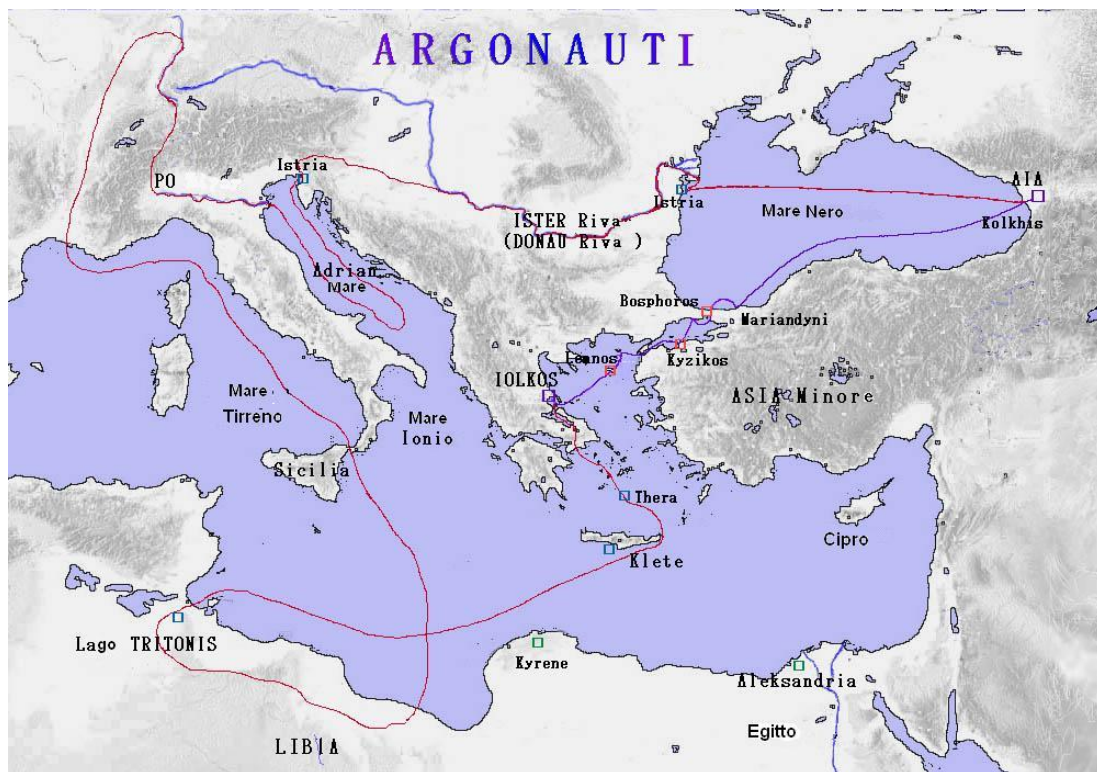 ARGONAUTI
Istria
PO
AIA
Istria
Mare Nero
Kolkhis
ISTER Riva
(DONAU Riva )
Adrian
Mare
Bosphoros
Mariandyni
Lemnos
Kyzikos
IOLKOS
ASIA Minore
Mare
Tirreno
Mare
Ionio
Sicilia
Thera
Cipro
Klete
Lago TRITONIS
Kyrene
Aleksandria
Egitto
LIBIA